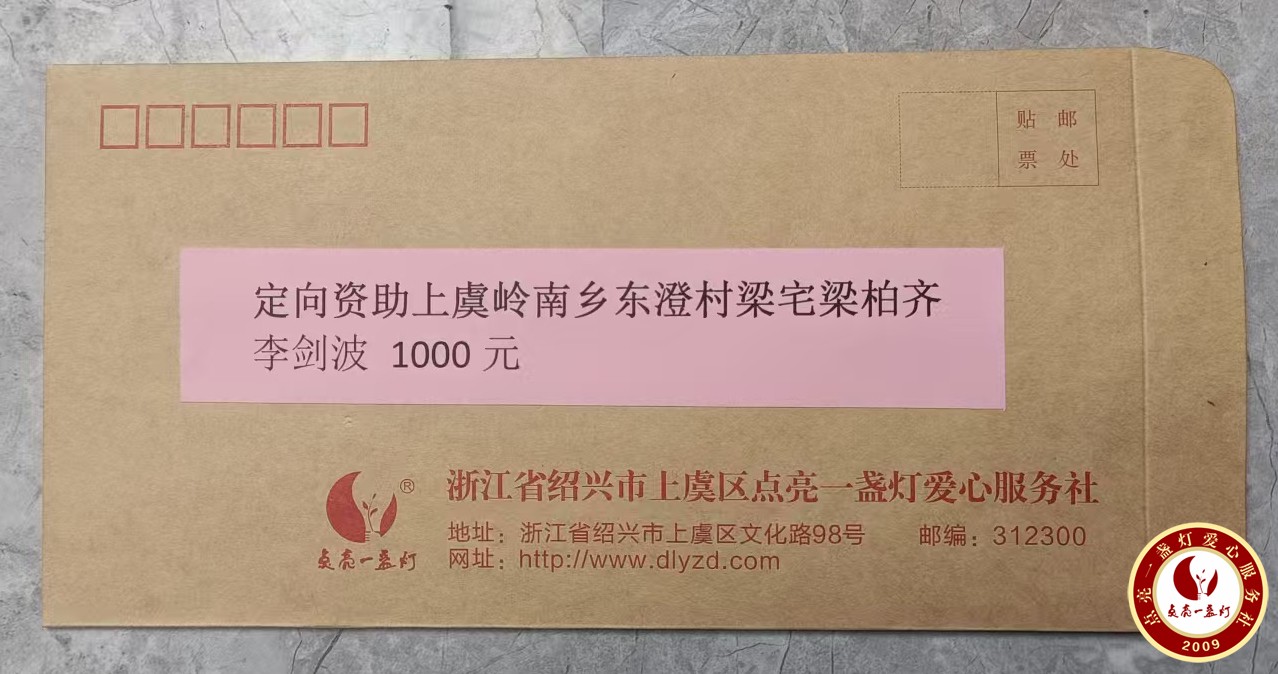 贴 邮
票 处
定向资助上虞岭南乡东澄村梁宅梁柏齐
李剑波 1000 元
®
点亮一盏灯
浙江省绍兴市上虞区点亮一盏灯爱心服务社
地址：浙江省绍兴市上虞区文化路98号 邮编：312300
网址：http://www.dlyzd.com
点亮一盏灯爱心服务社
点亮一盏灯
2009